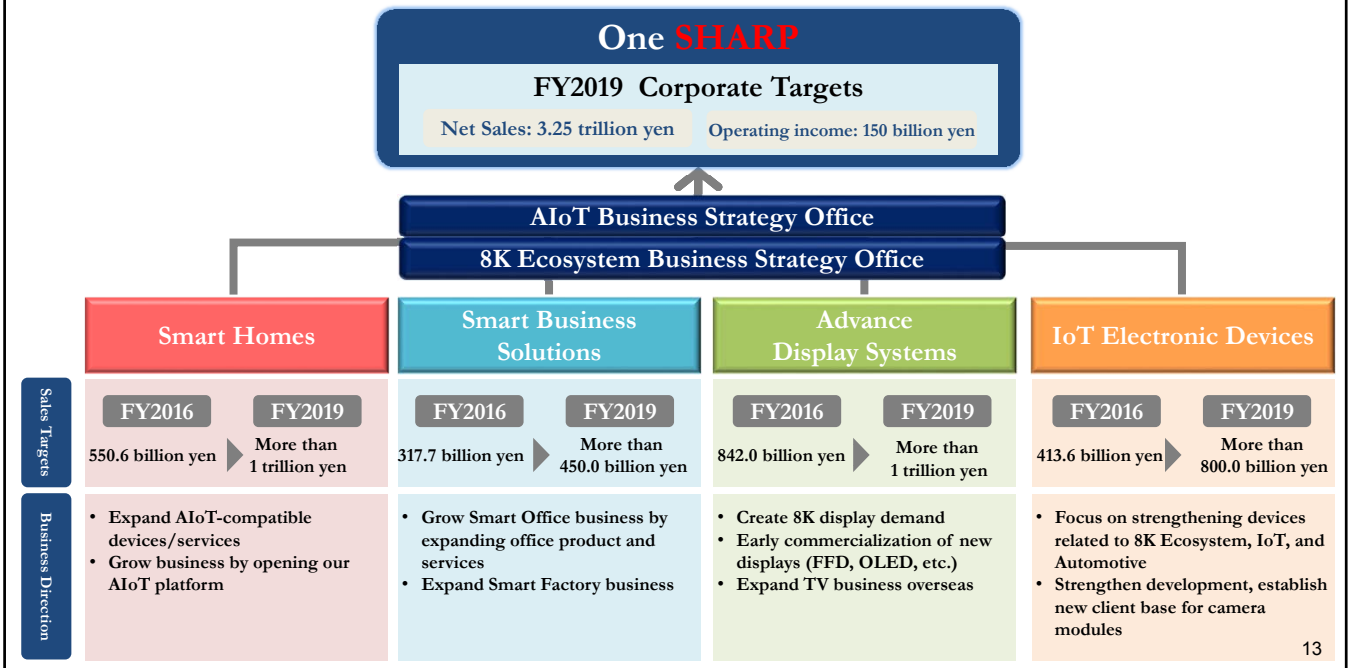 One SHARP
FY2019 Corporate Targets
Net Sales: 3.25 trillion yen
Operating income: 150 billion yen
AIoT Business Strategy Office
8K Ecosystem Business Strategy Office
Smart Homes
Smart Business
Solutions
Advance
Display Systems
IoT Electronic Devices
Sales Targets
FY2016
FY2019
550.6 billion yen
More than
1 trillion yen
FY2016
FY2019
317.7 billion yen
More than
450.0 billion yen
FY2016
FY2019
842.0 billion yen
More than
1 trillion yen
FY2016
FY2019
413.6 billion yen
More than
800.0 billion yen
Business Direction
• Expand AIoT-compatible
devices/services
• Grow business by opening our
AIoT platform
• Grow Smart Office business by
expanding office product and
services
• Expand Smart Factory business
• Create 8K display demand
• Early commercialization of new
displays (FFD, OLED, etc.)
• Expand TV business overseas
• Focus on strengthening devices
related to 8K Ecosystem, IoT, and
Automotive
• Strengthen development, establish
new client base for camera
modules
13